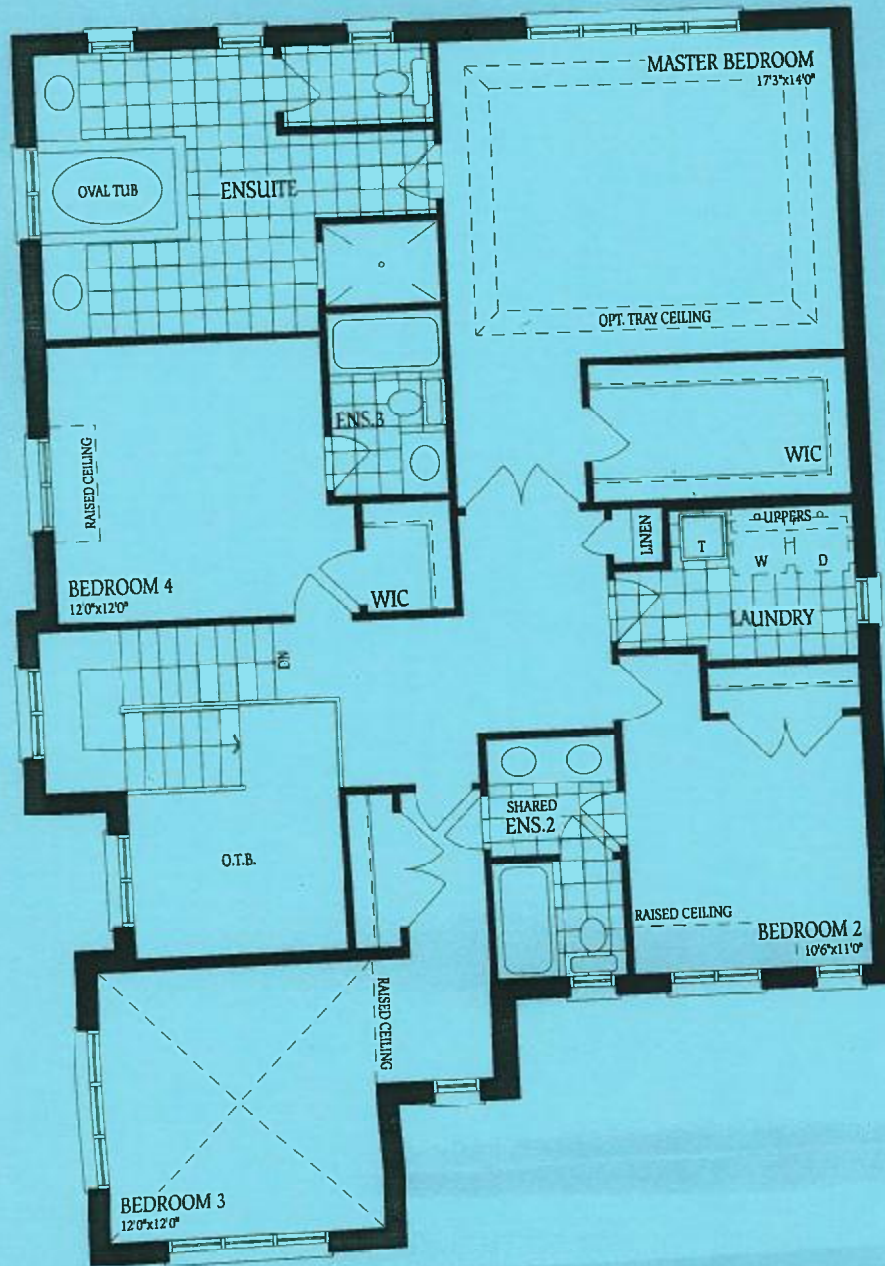 MASTER BEDROOM
17'3"x14'0"
OVAL TUB
ENSUITE
OPT. TRAY CEILING
ENS.3
RAISED CEILING
WIC
BEDROOM 4
12'0"x12'0"
WIC
LINEN
UPPERS
T
W
H
D
LAUNDRY
DN
SHARED
ENS.2
O.T.B.
RAISED CEILING
BEDROOM 2
10'6"x11'0"
RAISED CEILING
BEDROOM 3
12'0"x12'0"